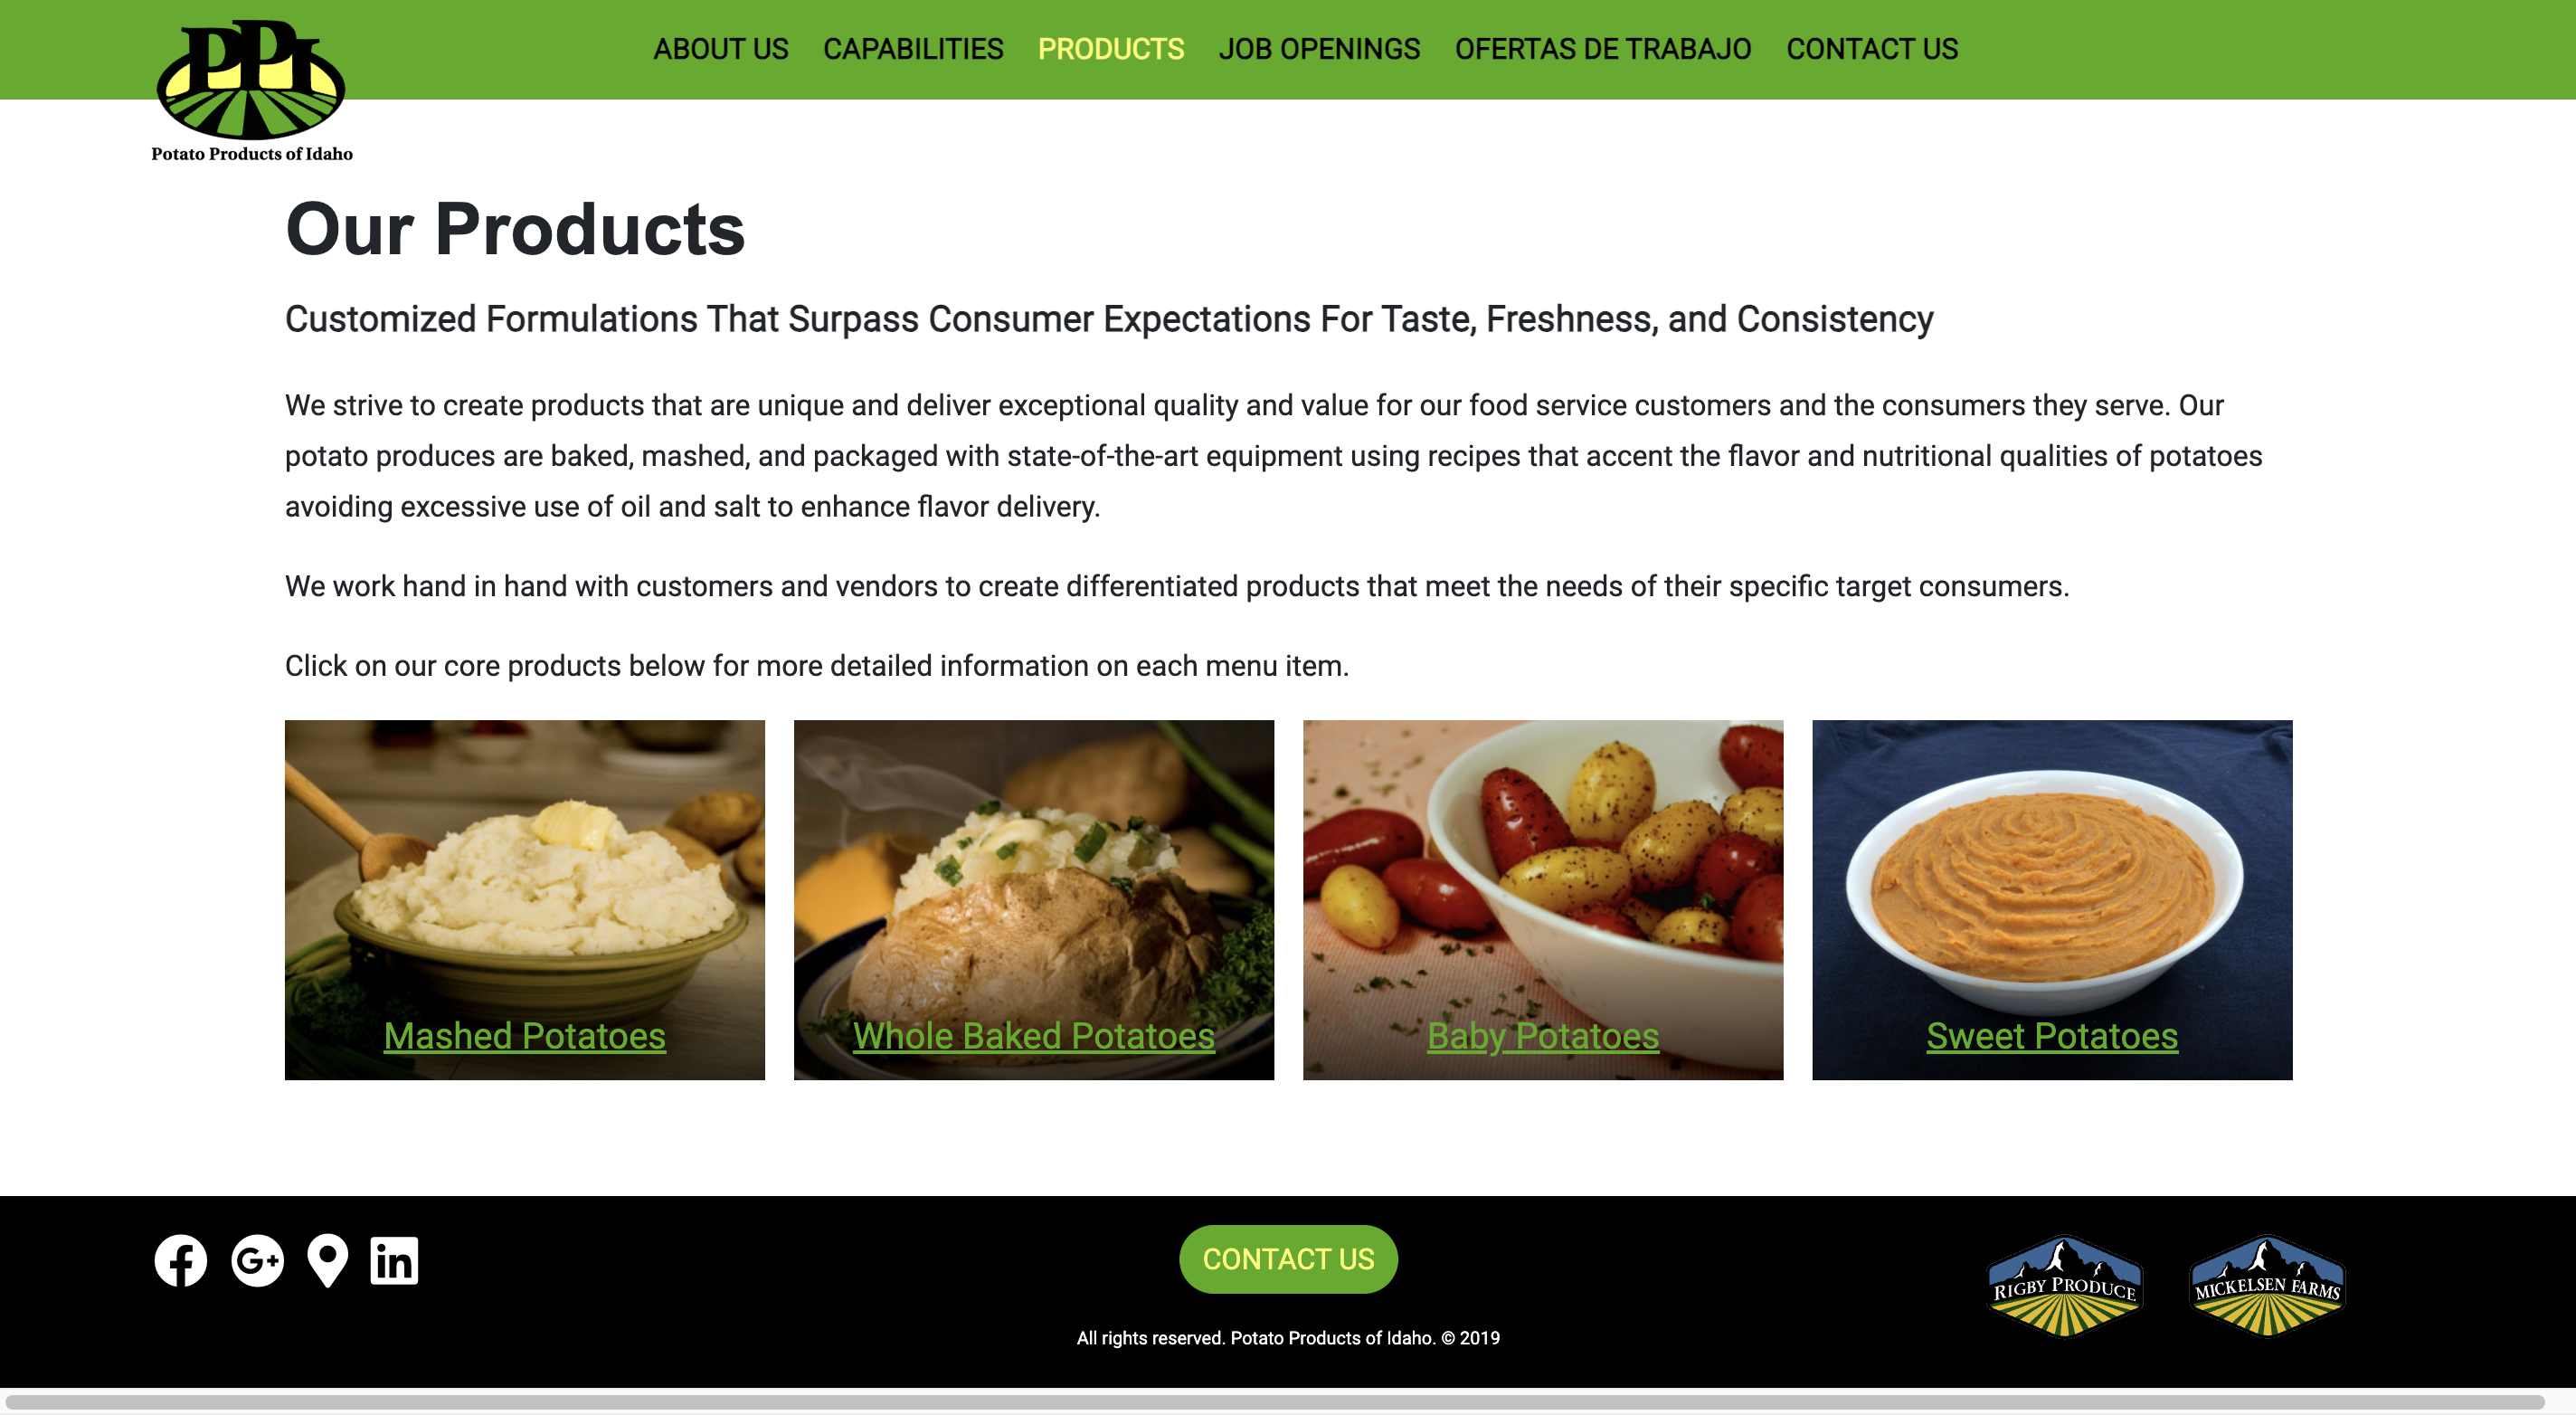 PPI
Potato Products of Idaho
ABOUT US
CAPABILITIES
PRODUCTS
JOB OPENINGS
OFERTAS DE TRABAJO
CONTACT US
Our Products
Customized Formulations That Surpass Consumer Expectations For Taste, Freshness, and Consistency
We strive to create products that are unique and deliver exceptional quality and value for our food service customers and the consumers they serve. Our
potato produces are baked, mashed, and packaged with state-of-the-art equipment using recipes that accent the flavor and nutritional qualities of potatoes
avoiding excessive use of oil and salt to enhance flavor delivery.
We work hand in hand with customers and vendors to create differentiated products that meet the needs of their specific target consumers.
Click on our core products below for more detailed information on each menu item.
Mashed Potatoes
Whole Baked Potatoes
Baby Potatoes
Sweet Potatoes
G+
in
CONTACT US
All rights reserved. Potato Products of Idaho. © 2019
RIGBY PRODUCE
MICKELSEN FARMS